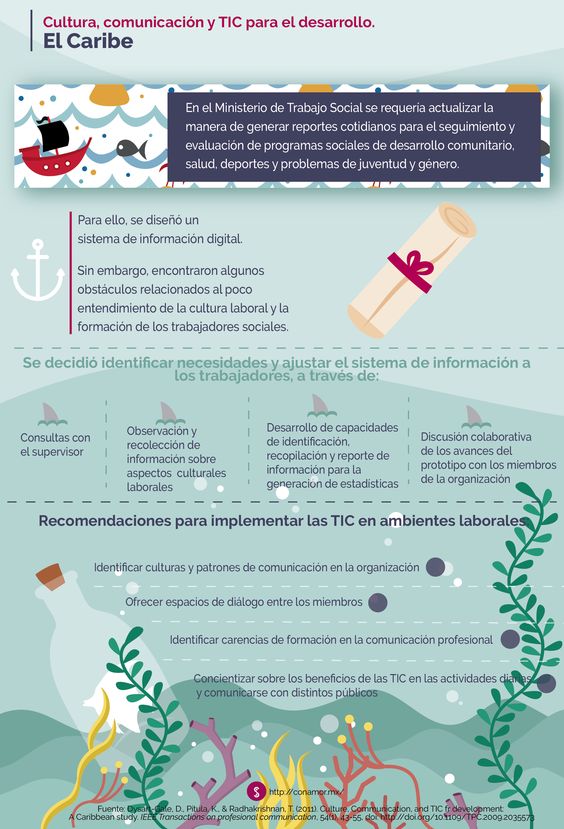 Cultura, comunicación y TIC para el desarrollo.
El Caribe
En el Ministerio de Trabajo Social se requería actualizar la
manera de generar reportes cotidianos para el seguimiento y
evaluación de programas sociales de desarrollo comunitario,
salud, deportes y problemas de juventud y género.
Para ello, se diseñó un
sistema de información digital.
Sin embargo, encontraron algunos
obstáculos relacionados al poco
entendimiento de la cultura laboral y la
formación de los trabajadores sociales.
Se decidió identificar necesidades y ajustar el sistema de información a
los trabajadores, a través de:
Consultas con
el supervisor
Observación y
recolección de
información sobre
aspectos culturales
laborales
Desarrollo de capacidades
de identificación,
recopilación y reporte de
información para la
generación de estadísticas
Discusión colaborativa
de los avances del
prototipo con los miembros
de la organización
Recomendaciones para implementar las TIC en ambientes laborales:
Identificar culturas y patrones de comunicación en la organización
Ofrecer espacios de diálogo entre los miembros
Identificar carencias de formación en la comunicación profesional
Concientizar sobre los beneficios de las TIC en las actividades diarias
y comunicarse con distintos públicos
http://conamor.mx/
Fuente: Dysart-Gale, D., Pitula, K., & Radhakrishnan, T. (2011). Culture, Communication, and TIC fr development:
A Caribbean study. IEEE Transactions on profesional communication, 54(1), 43-55. doi: http://doi.org/10.1109/TPC.2009.2035573